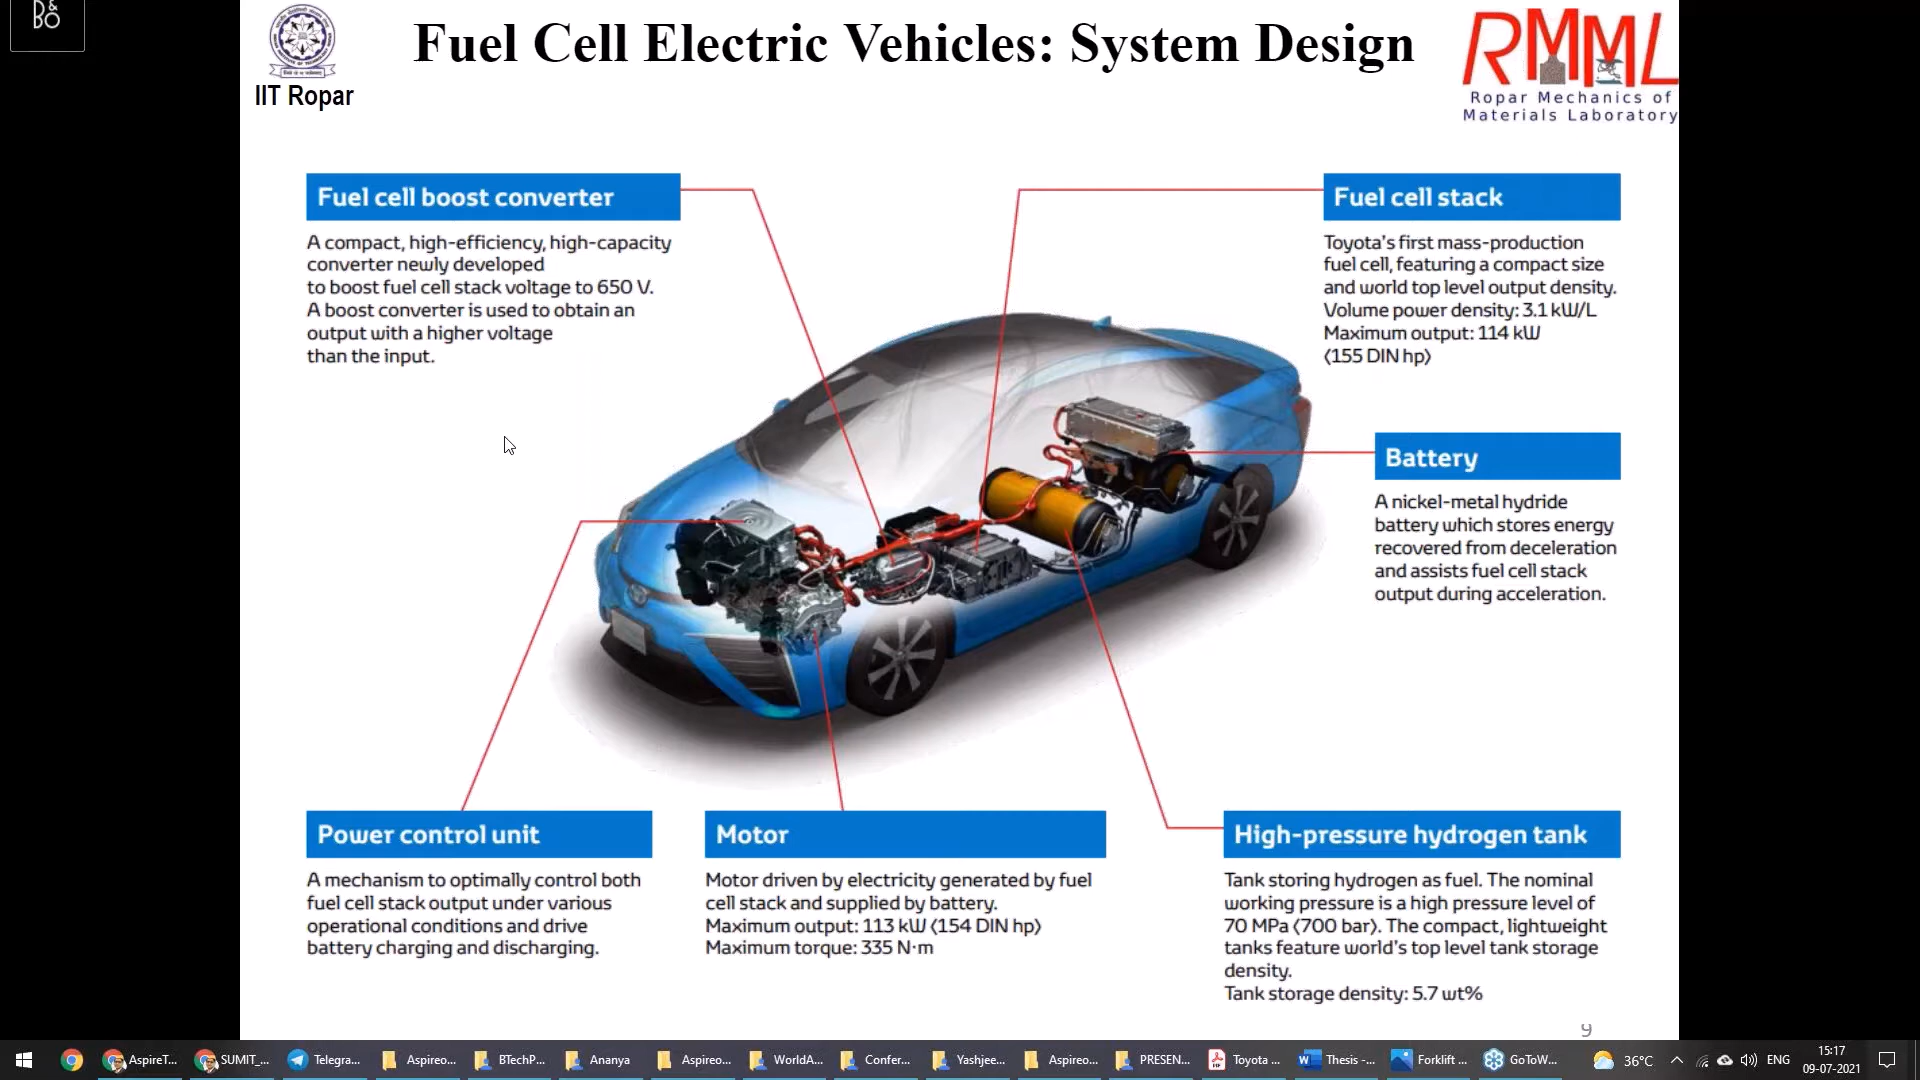 B&O
Fuel Cell Electric Vehicles: System Design
IIT Ropar
RMML
Ropar Mechanics of
Materials Laboratory
Fuel cell boost converter
A compact, high-efficiency, high-capacity
converter newly developed
to boost fuel cell stack voltage to 650 V.
A boost converter is used to obtain an
output with a higher voltage
than the input.
Fuel cell stack
Toyota's first mass-production
fuel cell, featuring a compact size
and world top level output density.
Volume power density: 3.1 kW/L
Maximum output: 114 kW
(155 DIN hp)
Battery
A nickel-metal hydride
battery which stores energy
recovered from deceleration
and assists fuel cell stack
output during acceleration.
Power control unit
A mechanism to optimally control both
fuel cell stack output under various
operational conditions and drive
battery charging and discharging.
Motor
Motor driven by electricity generated by fuel
cell stack and supplied by battery.
Maximum output: 113 kW (154 DIN hp)
Maximum torque: 335 N·m
High-pressure hydrogen tank
Tank storing hydrogen as fuel. The nominal
working pressure is a high pressure level of
70 MPa (700 bar). The compact, lightweight
tanks feature world's top level tank storage
density.
Tank storage density: 5.7 wt%
9
AspireT... SUMIT_... Telegra... Aspireo... BTechP... Ananya Aspireo... WorldA... Confer... Yashjee... Aspireo... PRESEN... Toyota ... Thesis -... Forklift ... GoToW... 36°C ENG 15:17
09-07-2021